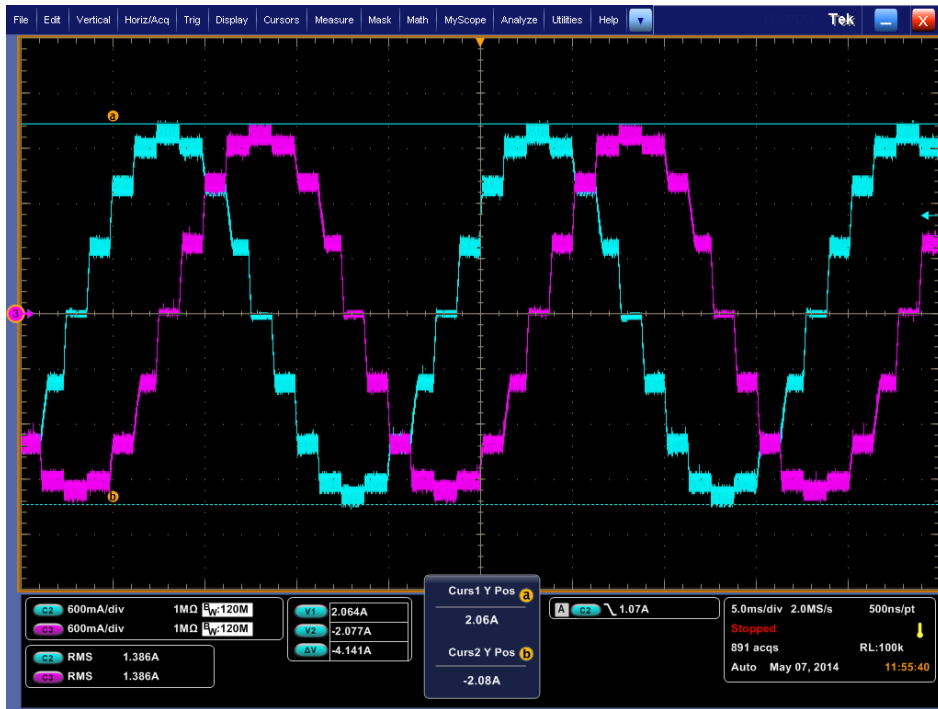 File Edit Vertical Horiz/Acq Trig Display Cursors Measure Mask Math MyScope Analyze Utilities Help Tek X
a
3
b
C2 600mA/div 1MΩ BW:120M
C3 600mA/div 1MΩ BW:120M
C2 RMS 1.386A
C3 RMS 1.386A
V1 2.064A
V2 -2.077A
ΔV -4.141A
Curs1 Y Pos a
2.06A
Curs2 Y Pos b
-2.08A
A C2 1.07A
5.0ms/div 2.0MS/s 500ns/pt
Stopped
891 acqs RL:100k
Auto May 07, 2014 11:55:40